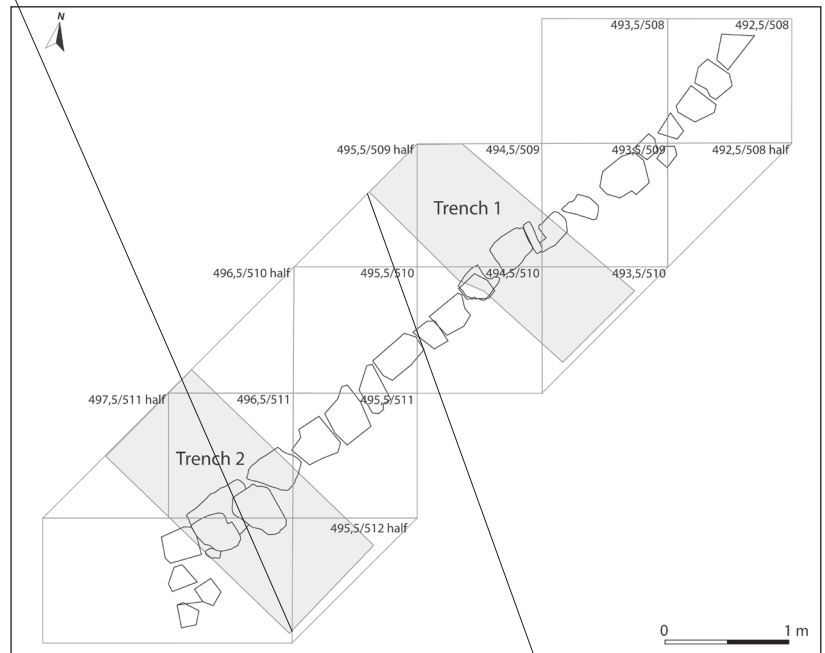 N
493,5/508 492,5/508
495,5/509 half 494,5/509 493,5/509 492,5/508 half
Trench 1
496,5/510 half 495,5/510 494,5/510 493,5/510
497,5/511 half 496,5/511 495,5/511
Trench 2
495,5/512 half
0 1 m